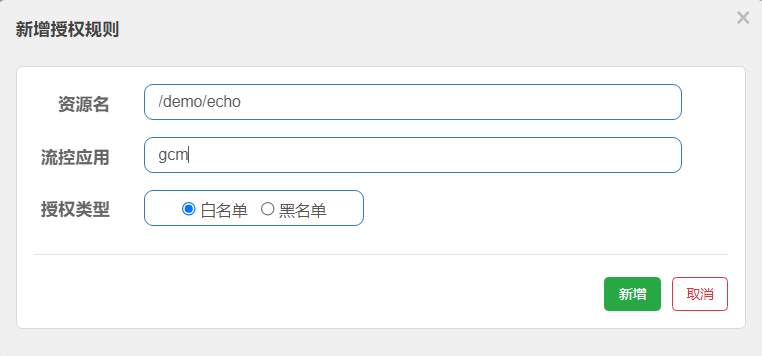 新增授权规则
×
资源名 /demo/echo
流控应用 gcm
授权类型 白名单 黑名单
新增 取消